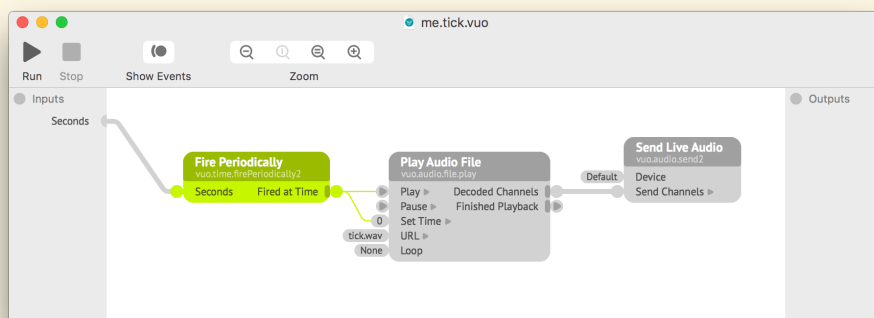 me.tick.vuo
Run Stop Show Events Zoom
Inputs
Outputs
Seconds
Fire Periodically
vuo.time.firePeriodically2
Seconds Fired at Time
Play Audio File
vuo.audio.file.play
Play Decoded Channels
Pause Finished Playback
0 Set Time
tick.wav URL
None Loop
Send Live Audio
vuo.audio.send2
Default Device
Send Channels